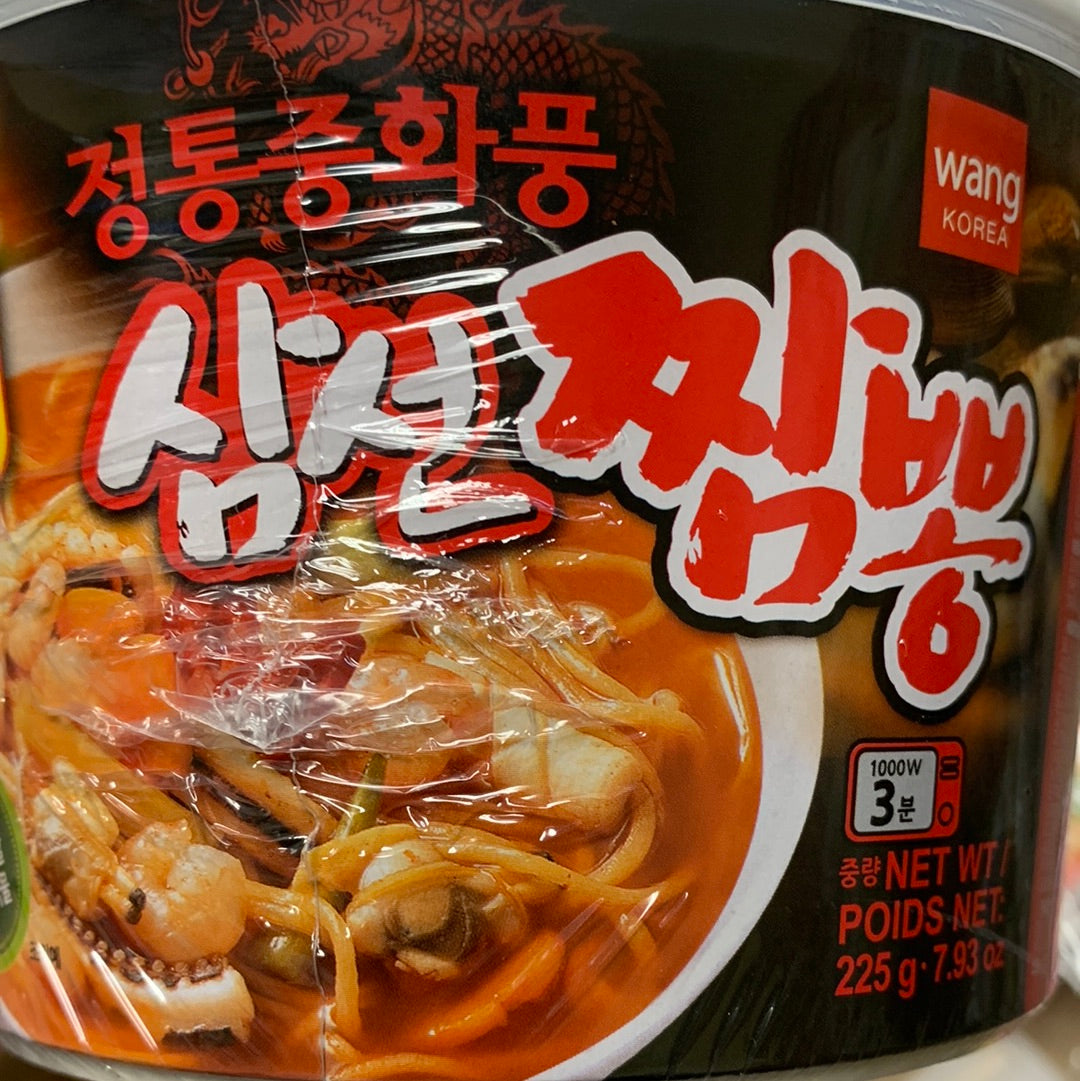 정통중화풍
wang
KOREA
삼선
짬뽕
1000W
3분
중량 NET WT
POIDS NET:
225 g · 7.93 oz